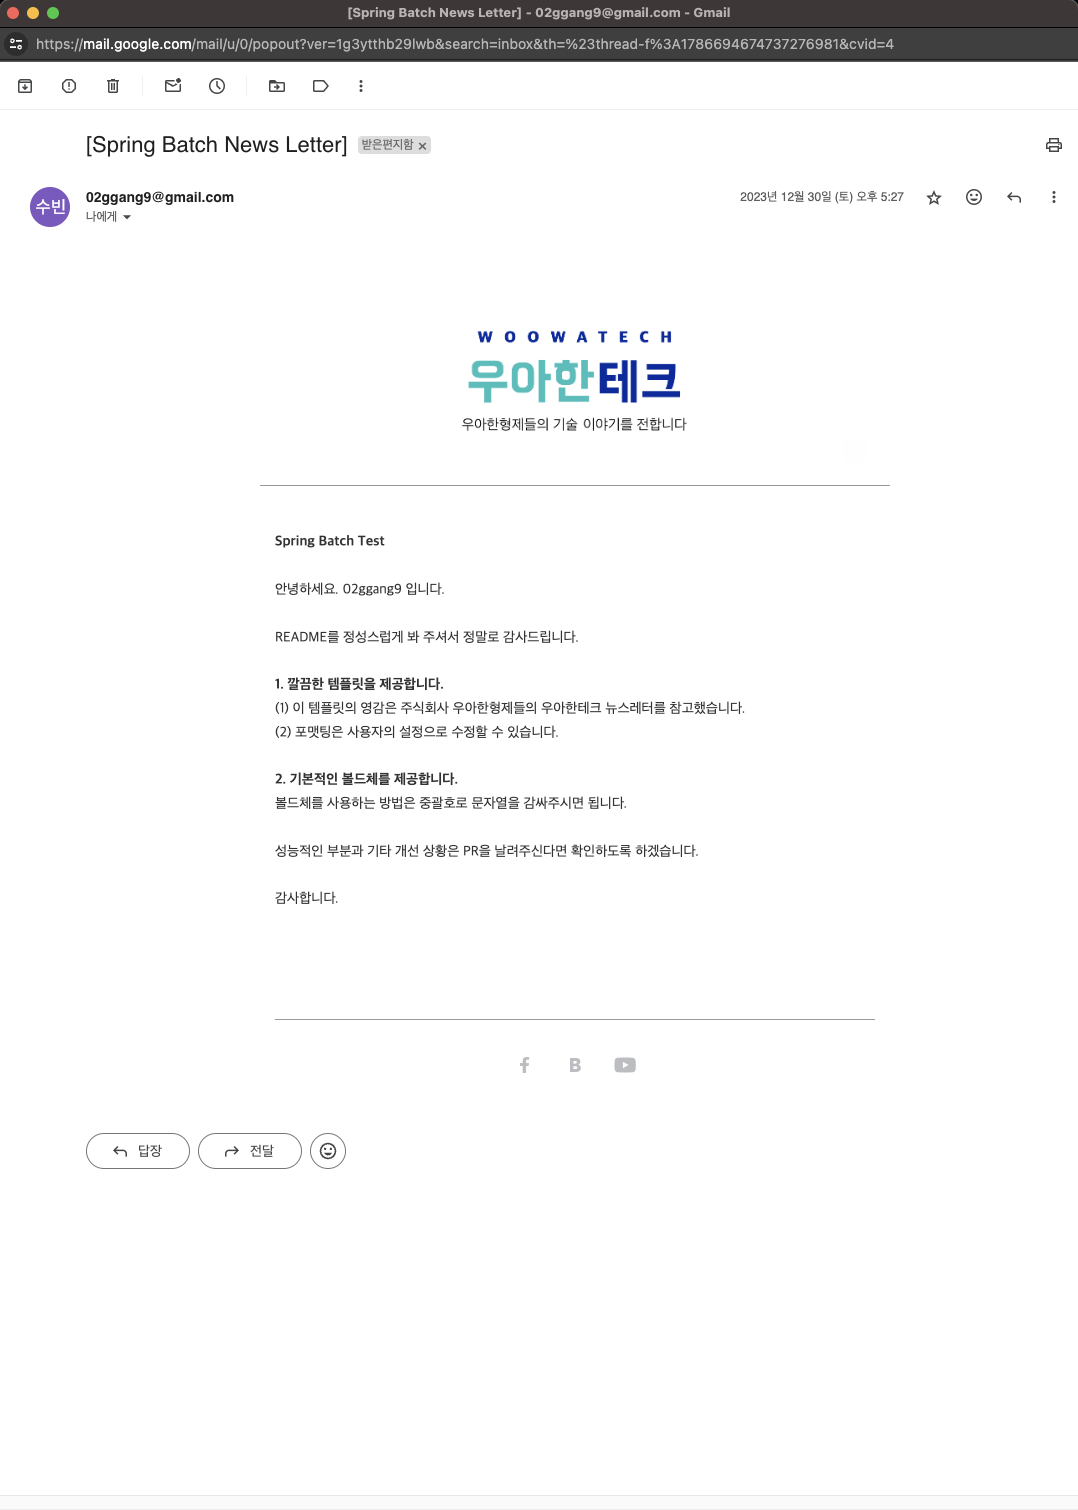 [Spring Batch News Letter] - 02ggang9@gmail.com - Gmail
https://mail.google.com/mail/u/0/popout?ver=1g3ytthb29lwb&search=inbox&th=%23thread-f%3A1786694674737276981&cvid=4
[Spring Batch News Letter] 받은편지함 ×
수빈
02ggang9@gmail.com
2023년 12월 30일 (토) 오후 5:27
나에게
WOOWATECH
우아한테크
우아한형제들의 기술 이야기를 전합니다
Spring Batch Test
안녕하세요. 02ggang9 입니다.
README를 정성스럽게 봐 주셔서 정말로 감사드립니다.
1. 깔끔한 템플릿을 제공합니다.
(1) 이 템플릿의 영감은 주식회사 우아한형제들의 우아한테크 뉴스레터를 참고했습니다.
(2) 포맷팅은 사용자의 설정으로 수정할 수 있습니다.
2. 기본적인 볼드체를 제공합니다.
볼드체를 사용하는 방법은 중괄호로 문자열을 감싸주시면 됩니다.
성능적인 부분과 기타 개선 상황은 PR을 날려주신다면 확인하도록 하겠습니다.
감사합니다.
f B
답장 전달